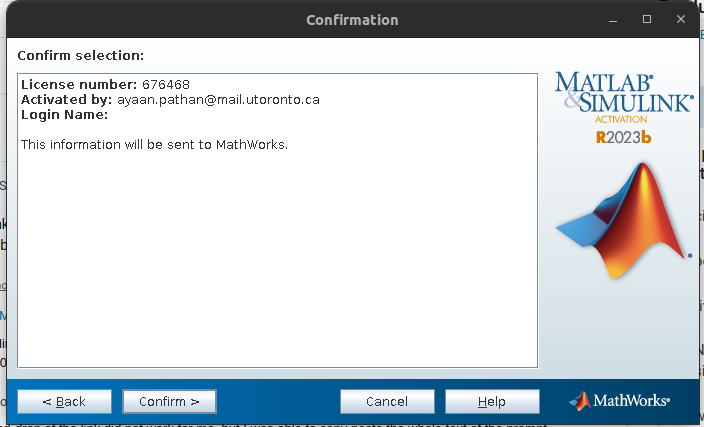 Confirmation
Confirm selection:
License number: 676468
Activated by: ayaan.pathan@mail.utoronto.ca
Login Name:
This information will be sent to MathWorks.
MATLAB®
&SIMULINK®
ACTIVATION
R2023b
< Back
Confirm >
Cancel
Help
MathWorks®